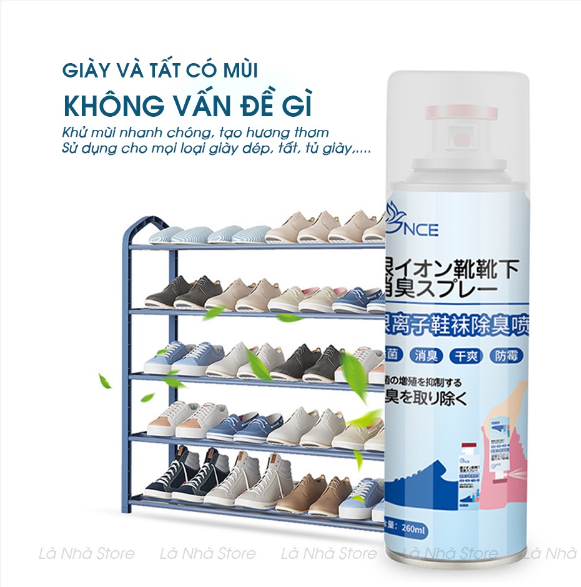 GIÀY VÀ TẤT CÓ MÙI
KHÔNG VẤN ĐỀ GÌ
Khử mùi nhanh chóng, tạo hương thơm
Sử dụng cho mọi loại giày dép, tất, tủ giày,....
NCE
イオン靴靴下
臭スプレー
离子鞋袜除臭喷
菌 消臭 干爽 防霉
の増殖を抑制する
臭を取り除く
量：260ml
Là Nhà Store Là Nhà Store Là Nhà Store Là Nhà Store